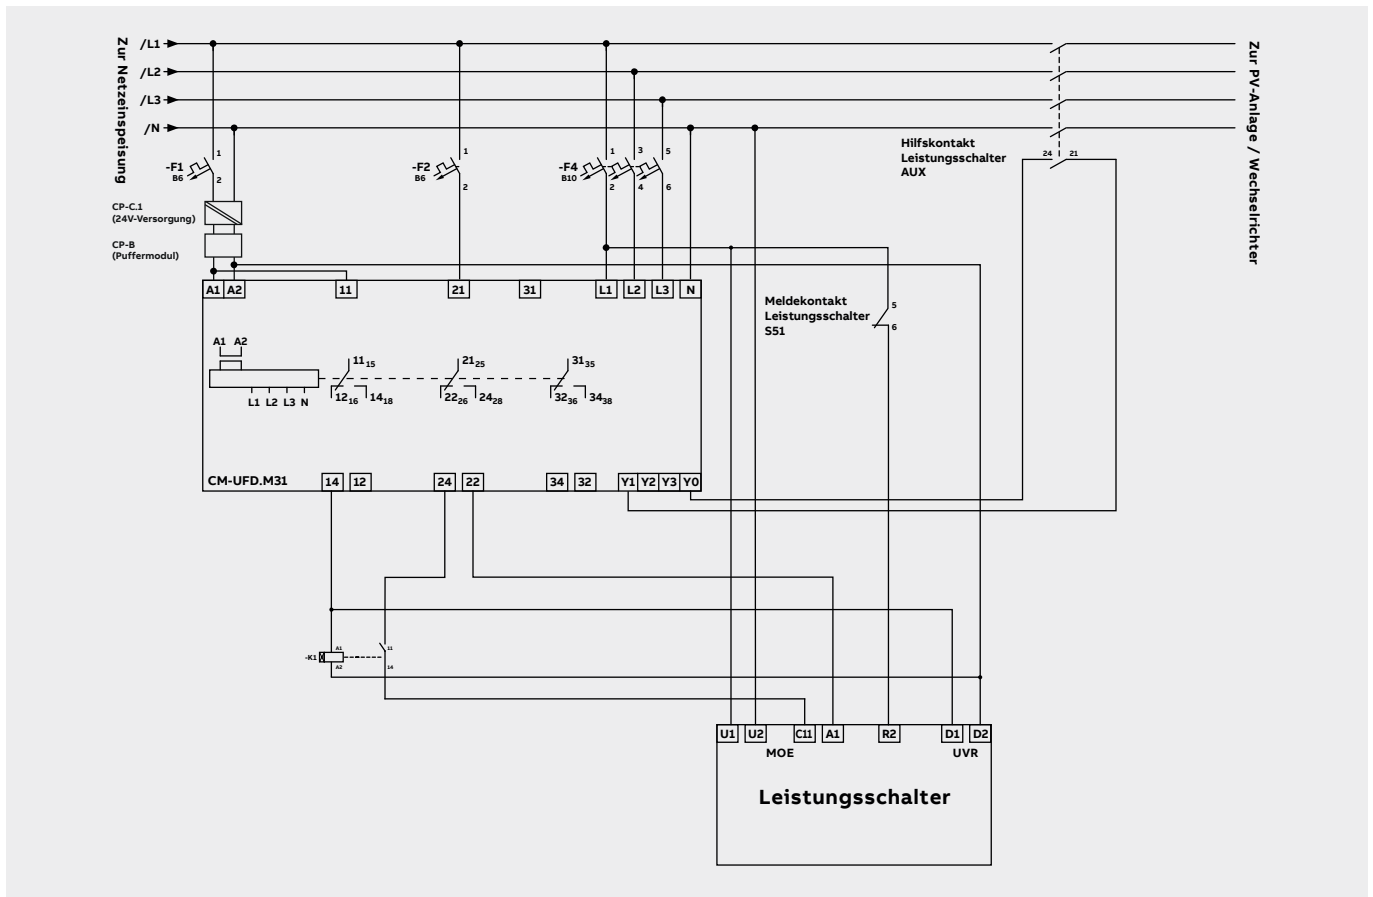 Zur Netzeinspeisung
/L1
/L2
/L3
/N
Zur PV-Anlage / Wechselrichter
-F1
B6
1
2
-F2
B6
1
2
-F4
B10
1
3
5
2
4
6
Hilfskontakt
Leistungsschalter
AUX
24
21
CP-C.1
(24V-Versorgung)
CP-B
(Puffermodul)
A1
A2
11
21
31
L1
L2
L3
N
Meldekontakt
Leistungsschalter
S51
5
6
A1 A2
L1 L2 L3 N
11 15
12 16
14 18
21 25
22 26
24 28
31 35
32 36
34 38
CM-UFD.M31
14
12
24
22
34
32
Y1
Y2
Y3
Y0
-K1
A1
A2
11
14
U1
U2
C11
A1
R2
D1
D2
MOE
UVR
Leistungsschalter